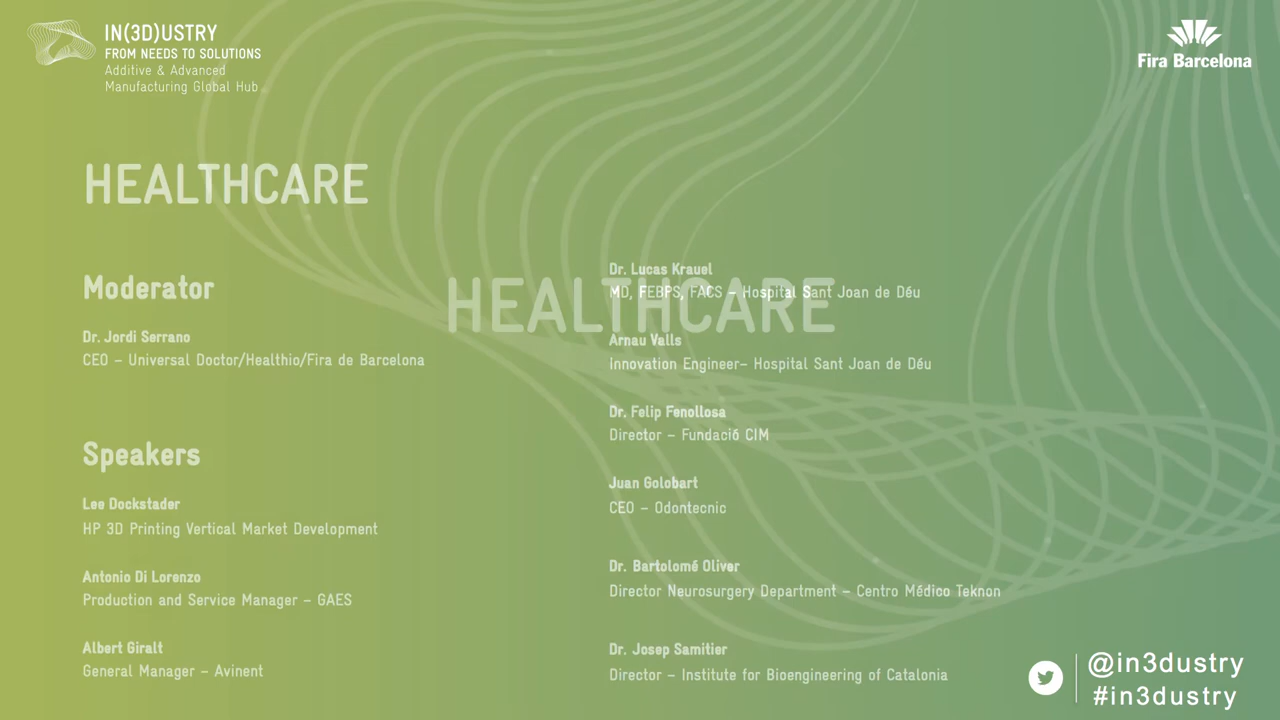 IN(3D)USTRY
FROM NEEDS TO SOLUTIONS
Additive & Advanced
Manufacturing Global Hub
Fira Barcelona
HEALTHCARE
Moderator
Dr. Jordi Serrano
CEO – Universal Doctor/Healthio/Fira de Barcelona
Speakers
Lee Dockstader
HP 3D Printing Vertical Market Development
Antonio Di Lorenzo
Production and Service Manager – GAES
Albert Giralt
General Manager – Avinent
HEALTHCARE
Dr. Lucas Krauel
MD, FEBPS, FACS – Hospital Sant Joan de Déu
Arnau Valls
Innovation Engineer– Hospital Sant Joan de Déu
Dr. Felip Fenollosa
Director – Fundació CIM
Juan Golobart
CEO – Odontecnic
Dr. Bartolomé Oliver
Director Neurosurgery Department – Centro Médico Teknon
Dr. Josep Samitier
Director – Institute for Bioengineering of Catalonia
@in3dustry
#in3dustry